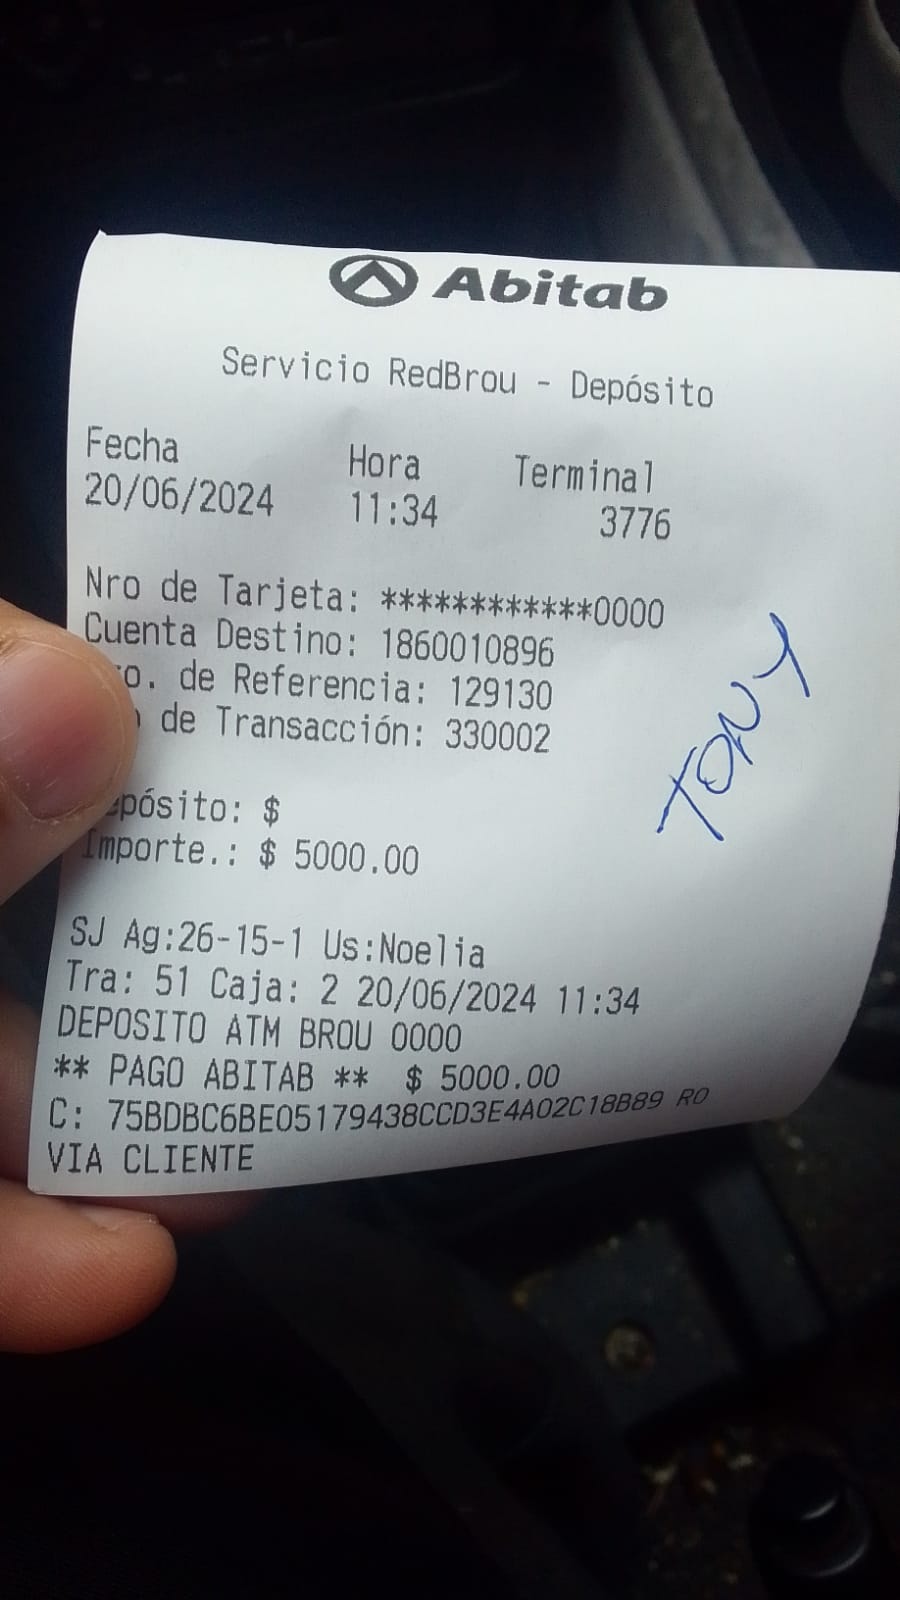 Abitab
Servicio RedBrou - Depósito
Fecha Hora Terminal
20/06/2024 11:34 3776
Nro de Tarjeta: ************0000
Cuenta Destino: 1860010896
o. de Referencia: 129130
de Transacción: 330002
pósito: $
Importe.: $ 5000.00
TONY
SJ Ag:26-15-1 Us:Noelia
Tra: 51 Caja: 2 20/06/2024 11:34
DEPOSITO ATM BROU 0000
** PAGO ABITAB ** $ 5000.00
C: 75BDBC6BE05179438CCD3E4A02C18B89 RO
VIA CLIENTE